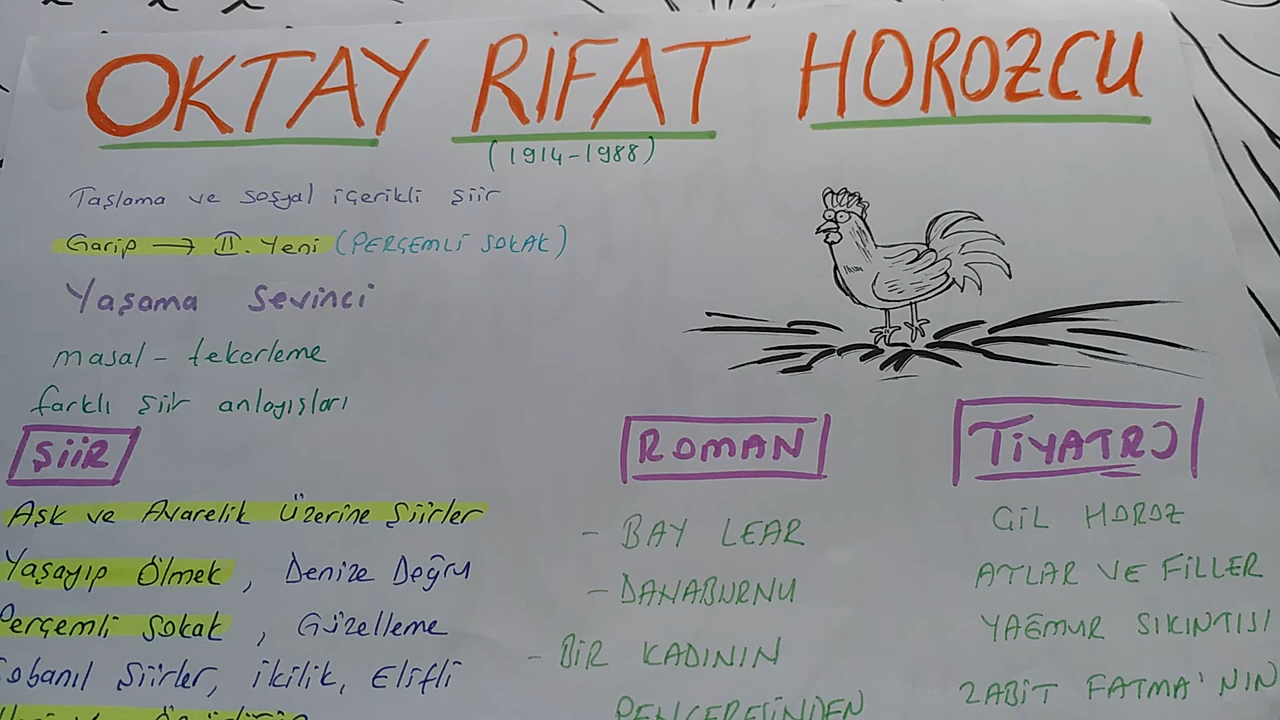 OKTAY RİFAT HOROZCU
(1914-1988)
Taşlama ve sosyal içerikli şiir
Garip → II. Yeni (PERÇEMLİ SOKAK)
Yaşama Sevinci
masal - tekerleme
farklı şiir anlayışları
ŞİİR
Aşk ve Avarelik Üzerine Şiirler
Yaşayıp Ölmek, Denize Doğru
Perçemli Sokak, Güzelleme
Çobanıl Şiirler, ikilik, Elifli
ROMAN
- BAY LEAR
- DANABURNU
- BİR KADININ
PENCERESİNDEN
TİYATRO
GİL HOROZ
ATLAR VE FİLLER
YAĞMUR SIKINTISI
ZABİT FATMA'NIN